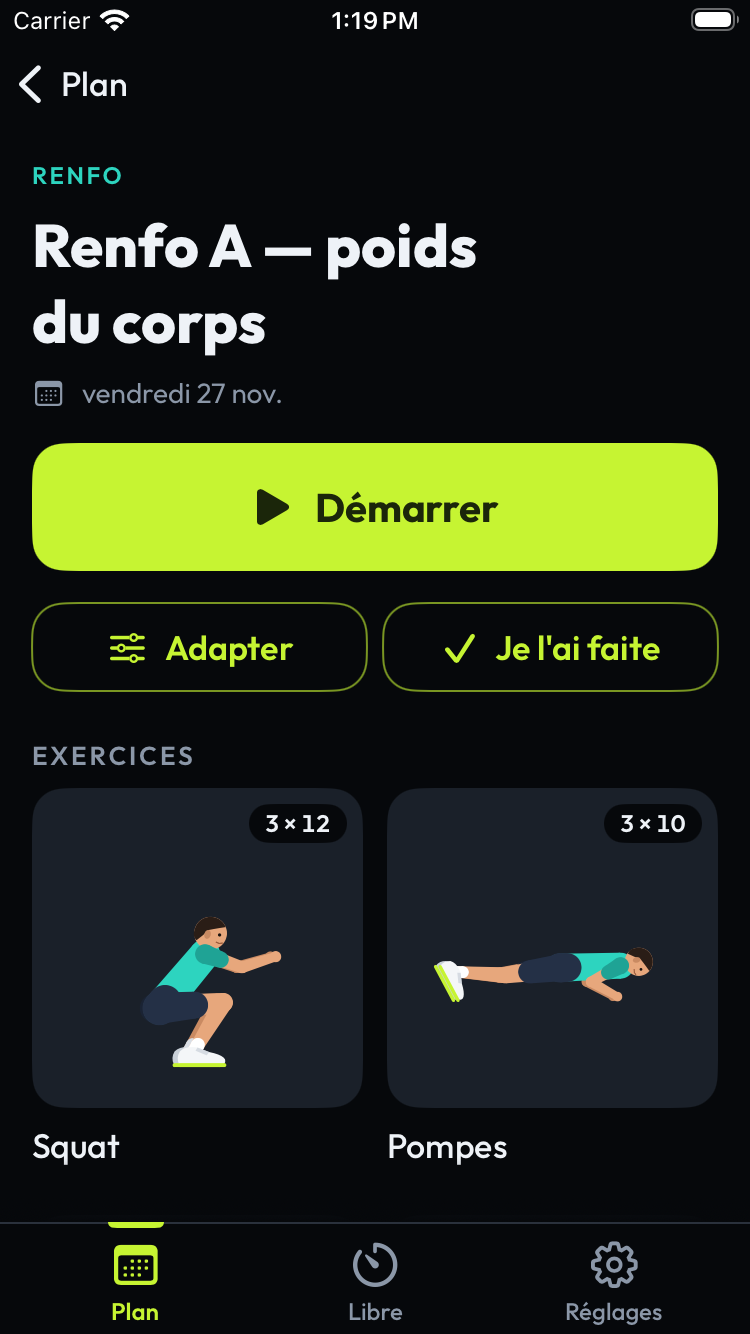 Carrier 1:19 PM
Plan
RENFO
Renfo A — poids
du corps
vendredi 27 nov.
Démarrer
Adapter
Je l'ai faite
EXERCICES
3 × 12
3 × 10
Squat
Pompes
Plan
Libre
Réglages